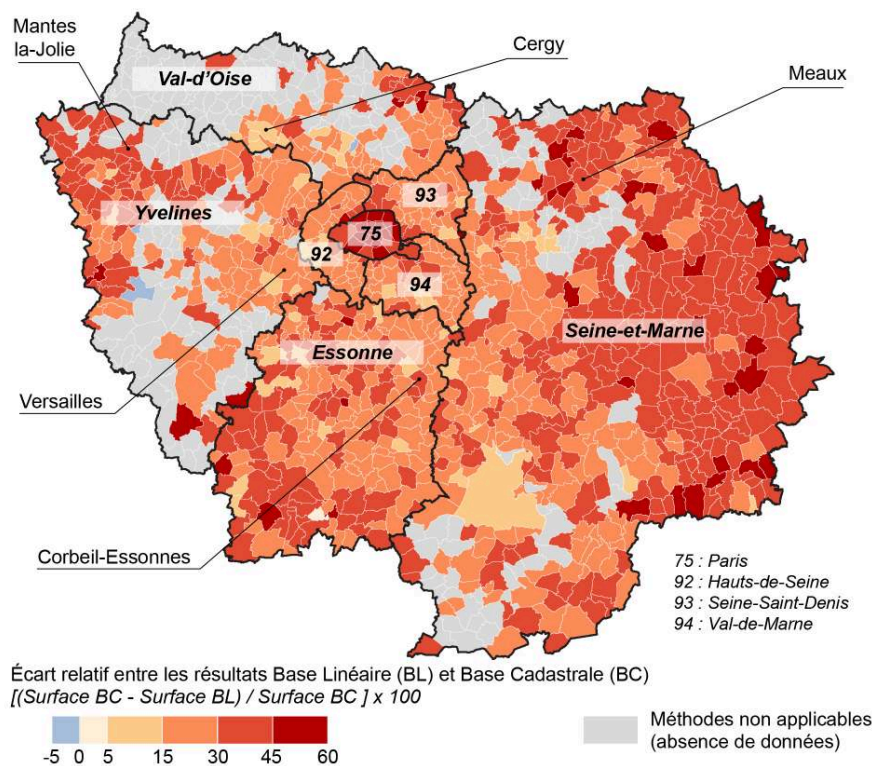 Mantes
la-Jolie
Val-d'Oise
Cergy
Meaux
93
Yvelines
75
92
94
Seine-et-Marne
Essonne
Versailles
Corbeil-Essonnes
75 : Paris
92 : Hauts-de-Seine
93 : Seine-Saint-Denis
94 : Val-de-Marne
Écart relatif entre les résultats Base Linéaire (BL) et Base Cadastrale (BC)
[(Surface BC - Surface BL) / Surface BC ] x 100
-5 0 5 15 30 45 60
Méthodes non applicables
(absence de données)